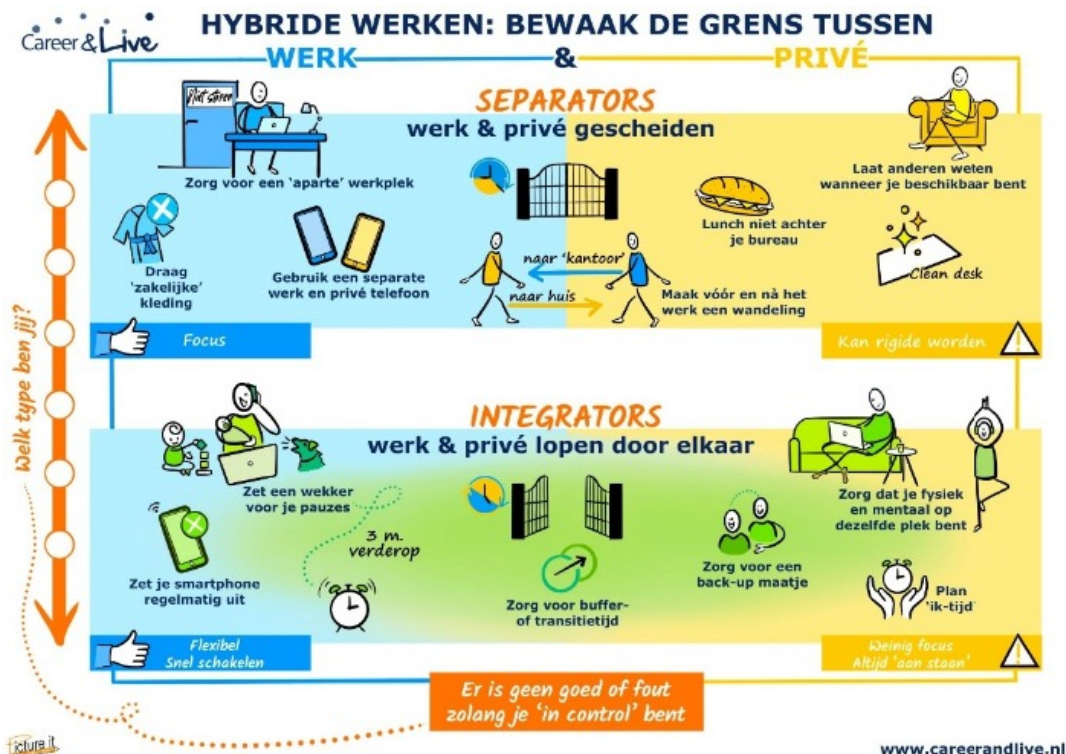 Career & Live
HYBRIDE WERKEN: BEWAAK DE GRENS TUSSEN
WERK & PRIVÉ
SEPARATORS
werk & privé gescheiden
Niet storen
Zorg voor een 'aparte' werkplek
Draag
'zakelijke'
kleding
Gebruik een separate
werk en privé telefoon
naar 'kantoor'
naar huis
Lunch niet achter
je bureau
Maak vóór en nà het
werk een wandeling
Laat anderen weten
wanneer je beschikbaar bent
Clean desk
Focus
Kan rigide worden
Welk type ben jij?
INTEGRATORS
werk & privé lopen door elkaar
Zet een wekker
voor je pauzes
3 m.
verderop
Zet je smartphone
regelmatig uit
Zorg voor buffer-
of transitietijd
Zorg voor een
back-up maatje
Zorg dat je fysiek
en mentaal op
dezelfde plek bent
Plan
'ik-tijd'
Flexibel
Snel schakelen
Weinig focus
Altijd 'aan staan'
Er is geen goed of fout
zolang je 'in control' bent
Picture it
www.careerandlive.nl